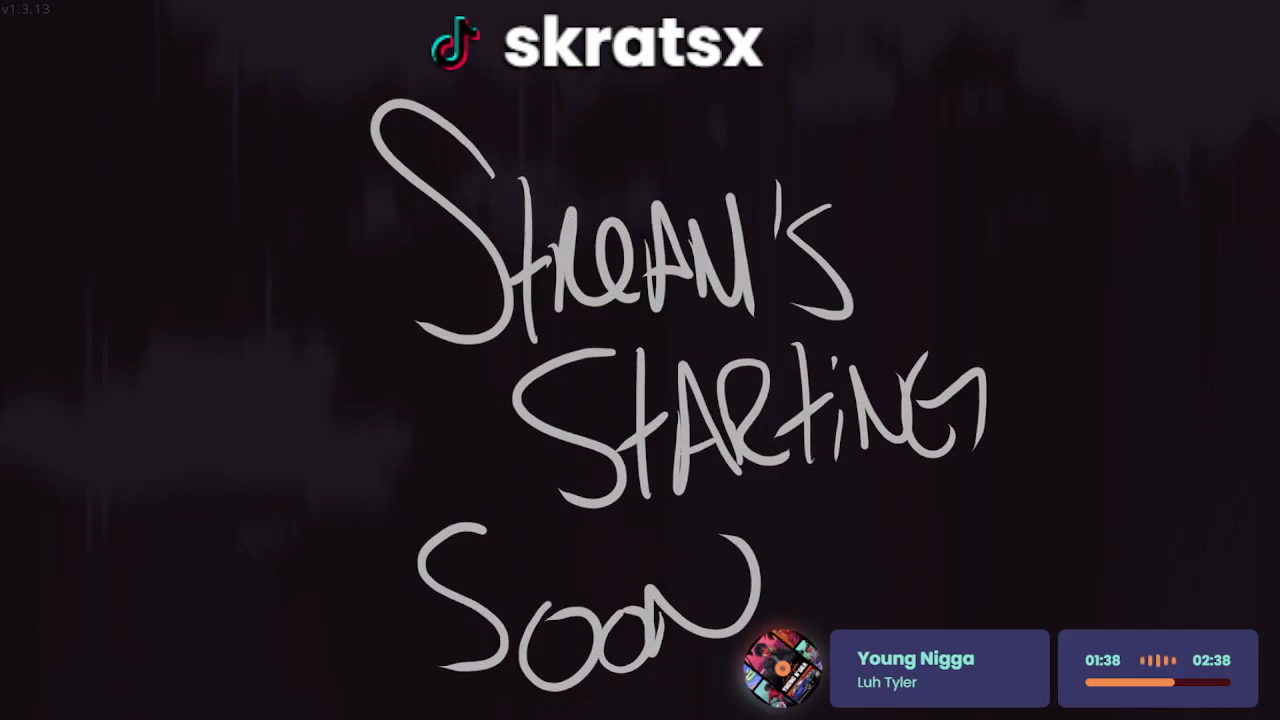 v1.3.13
skratsx
Stream's
Starting
Soon
Young Nigga
Luh Tyler
01:38 02:38